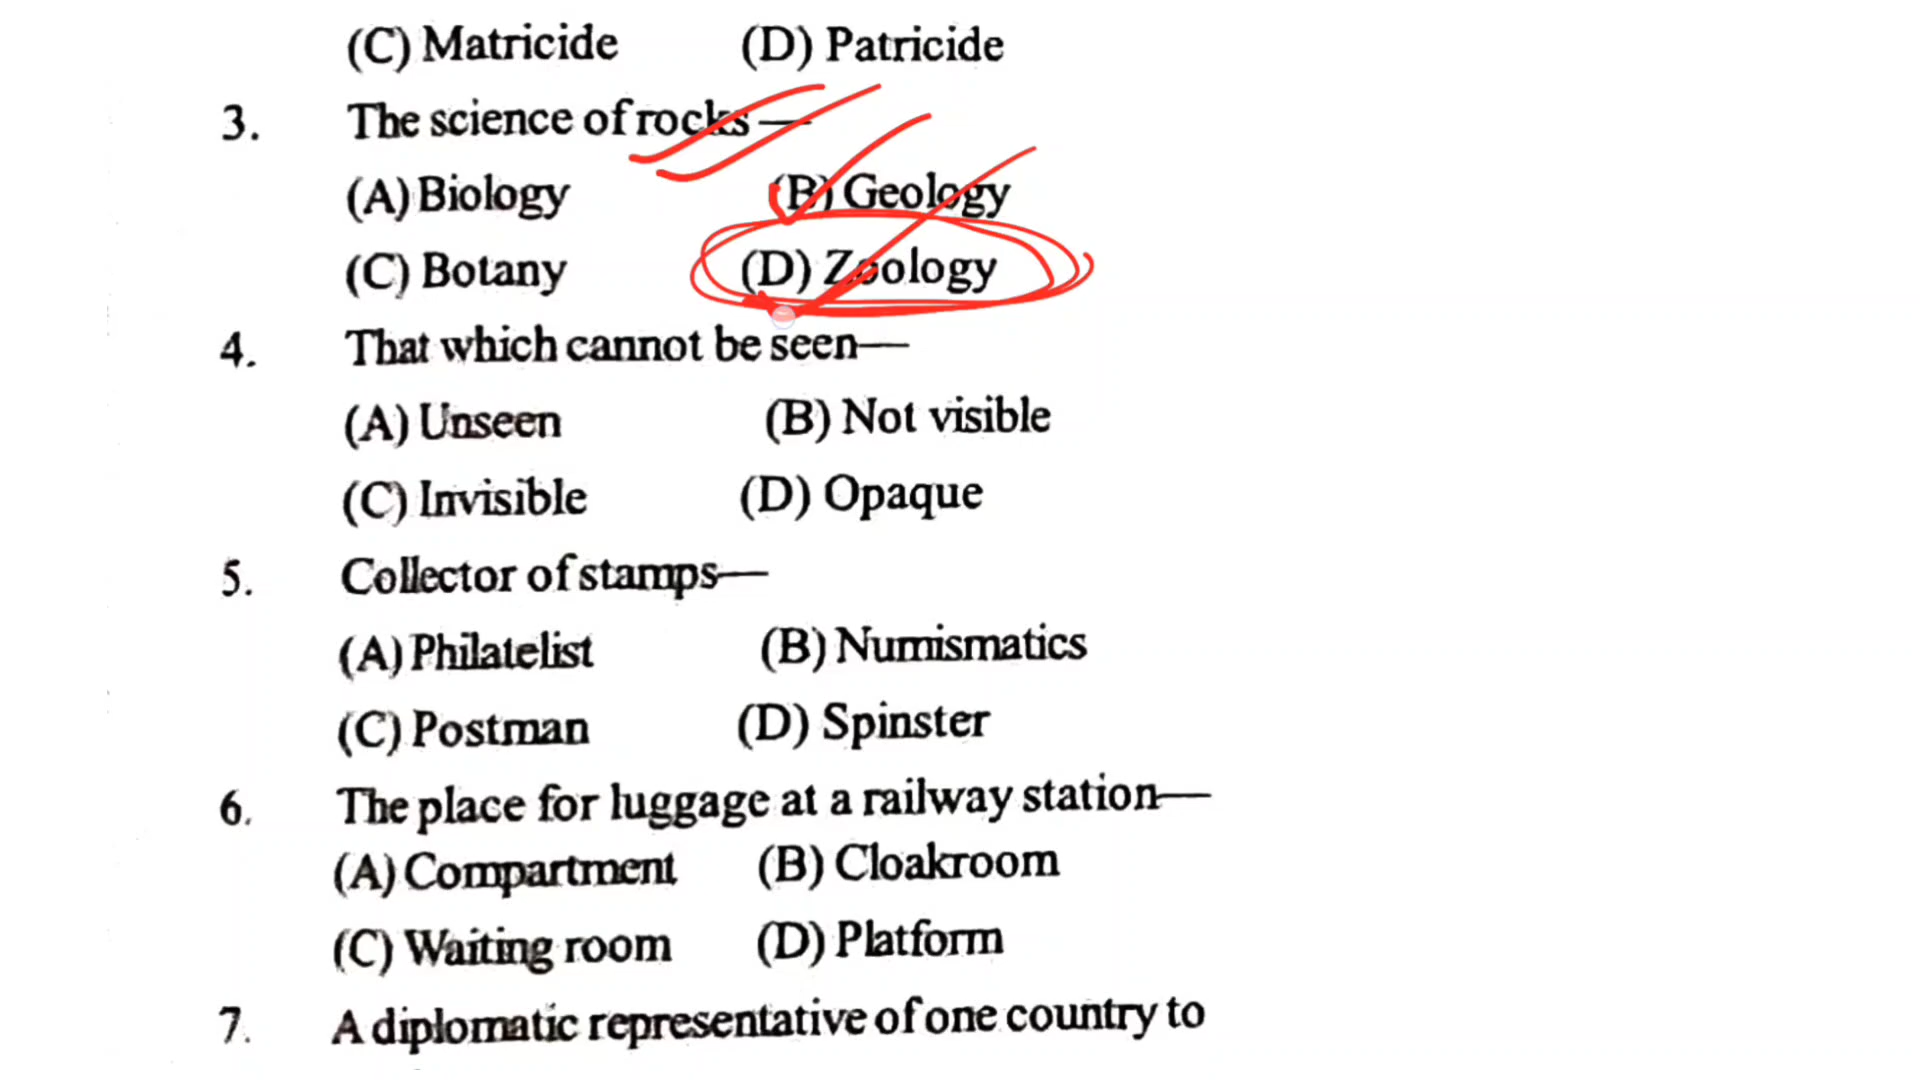 (C) Matricide (D) Patricide
3. The science of rocks—
(A) Biology (B) Geology
(C) Botany (D) Zoology
4. That which cannot be seen—
(A) Unseen (B) Not visible
(C) Invisible (D) Opaque
5. Collector of stamps—
(A) Philatelist (B) Numismatics
(C) Postman (D) Spinster
6. The place for luggage at a railway station—
(A) Compartment (B) Cloakroom
(C) Waiting room (D) Platform
7. A diplomatic representative of one country to